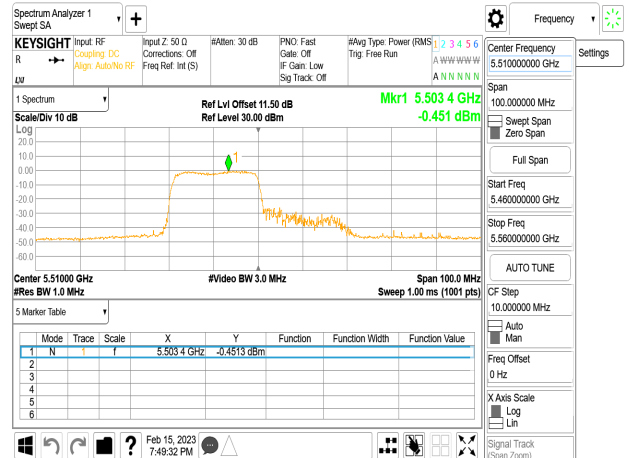 Spectrum Analyzer 1
Swept SA
Frequency
Settings
KEYSIGHT
R
Input: RF
Coupling: DC
Align: Auto/No RF
Input Z: 50 Ω
Corrections: Off
Freq Ref: Int (S)
#Atten: 30 dB
PNO: Fast
Gate: Off
IF Gain: Low
Sig Track: Off
#Avg Type: Power (RMS
Trig: Free Run
1 2 3 4 5 6
A W W W W W
A N N N N N
1 Spectrum
Scale/Div 10 dB
Ref Lvl Offset 11.50 dB
Ref Level 30.00 dBm
Mkr1 5.503 4 GHz
-0.451 dBm
Log
20.0
10.0
0.00
-10.0
-20.0
-30.0
-40.0
-50.0
-60.0
1
Center 5.51000 GHz
#Res BW 1.0 MHz
#Video BW 3.0 MHz
Span 100.0 MHz
Sweep 1.00 ms (1001 pts)
5 Marker Table
Mode Trace Scale X Y Function Function Width Function Value
1 N 1 f 5.503 4 GHz -0.4513 dBm
2
3
4
5
6
Feb 15, 2023
7:49:32 PM
Center Frequency
5.510000000 GHz
Span
100.000000 MHz
Swept Span
Zero Span
Full Span
Start Freq
5.460000000 GHz
Stop Freq
5.560000000 GHz
AUTO TUNE
CF Step
10.000000 MHz
Auto
Man
Freq Offset
0 Hz
X Axis Scale
Log
Lin
Signal Track
(Span Zoom)